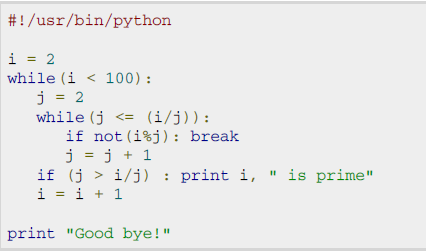 #!/usr/bin/python

i = 2
while(i < 100):
    j = 2
    while(j <= (i/j)):
        if not(i%j): break
        j = j + 1
    if (j > i/j) : print i, " is prime"
    i = i + 1

print "Good bye!"